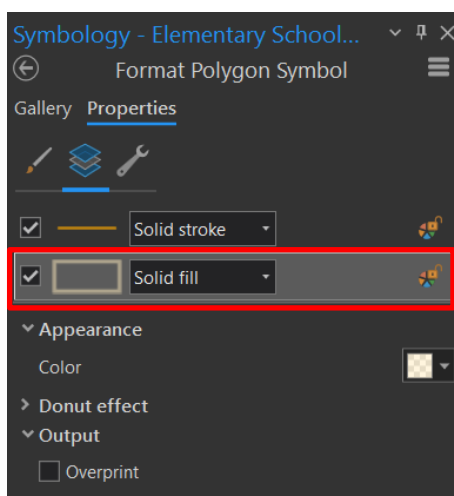 Symbology - Elementary School...
Format Polygon Symbol
Gallery Properties
Solid stroke
Solid fill
Appearance
Color
Donut effect
Output
Overprint